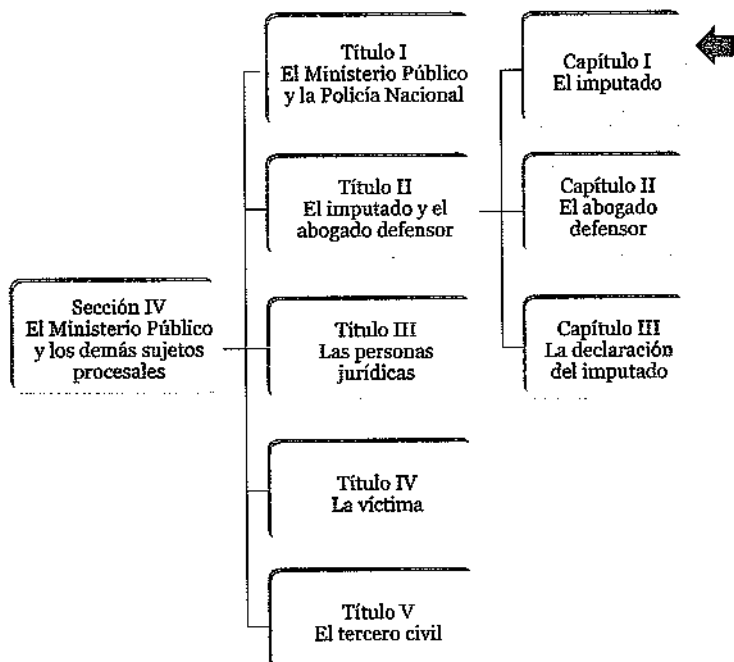 Sección IV
El Ministerio Público
y los demás sujetos
procesales
Título I
El Ministerio Público
y la Policía Nacional
Título II
El imputado y el
abogado defensor
Título III
Las personas
jurídicas
Título IV
La víctima
Título V
El tercero civil
Capítulo I
El imputado
Capítulo II
El abogado
defensor
Capítulo III
La declaración
del imputado